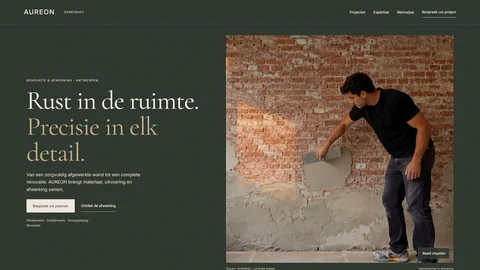 AUREON
Projecten Expertise Werkwijze Bespreek uw project
RENOVATIE & AFWERKING · ANTWERPEN
Rust in de ruimte.
Precisie in elk
detail.
Van een zorgvuldig afgewerkte wand tot een complete
renovatie. AUREON brengt materiaal, uitvoering en
afwerking samen.
Bespreek uw plannen Ontdek de afwerking
Renovatie
Beeld stopzetten